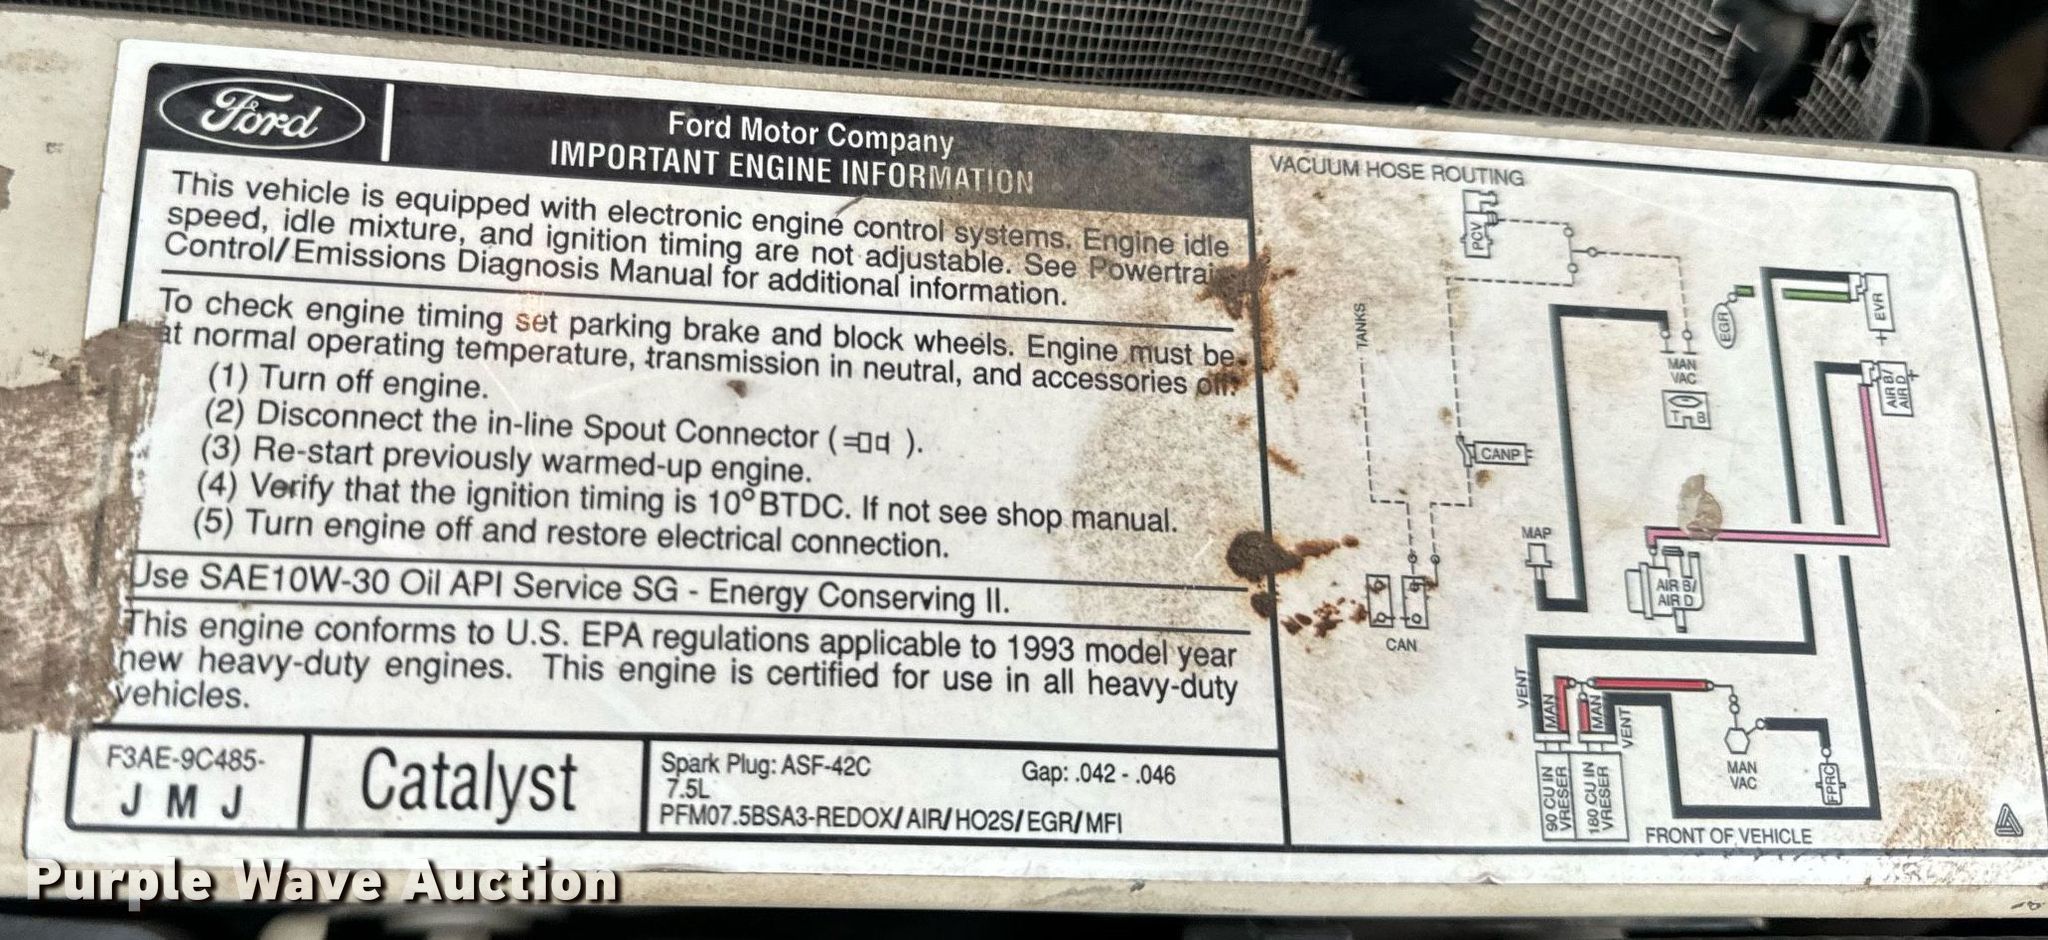 Ford
Ford Motor Company
IMPORTANT ENGINE INFORMATION
This vehicle is equipped with electronic engine control systems. Engine idle
speed, idle mixture, and ignition timing are not adjustable. See Powertrai
Control/Emissions Diagnosis Manual for additional information.
To check engine timing set parking brake and block wheels. Engine must be
at normal operating temperature, transmission in neutral, and accessories off:
(1) Turn off engine.
(2) Disconnect the in-line Spout Connector ( ).
(3) Re-start previously warmed-up engine.
(4) Verify that the ignition timing is 10° BTDC. If not see shop manual.
(5) Turn engine off and restore electrical connection.
Use SAE10W-30 Oil API Service SG - Energy Conserving II.
This engine conforms to U.S. EPA regulations applicable to 1993 model year
new heavy-duty engines. This engine is certified for use in all heavy-duty
vehicles.
F3AE-9C485-
J M J
Catalyst
Spark Plug: ASF-42C Gap: .042 - .046
7.5L
PFM07.5BSA3-REDOX/AIR/HO2S/EGR/MFI
VACUUM HOSE ROUTING
PCV
TANKS
EGR
+ EVR
MAN
VAC
T B
AIR B/
AIR D +
CANP
MAP
AIR B/
AIR D
CAN
VENT
MAN
MAN
VENT
90 CU IN
VRESER
180 CU IN
VRESER
MAN
VAC
FPRC
FRONT OF VEHICLE
Purple Wave Auction